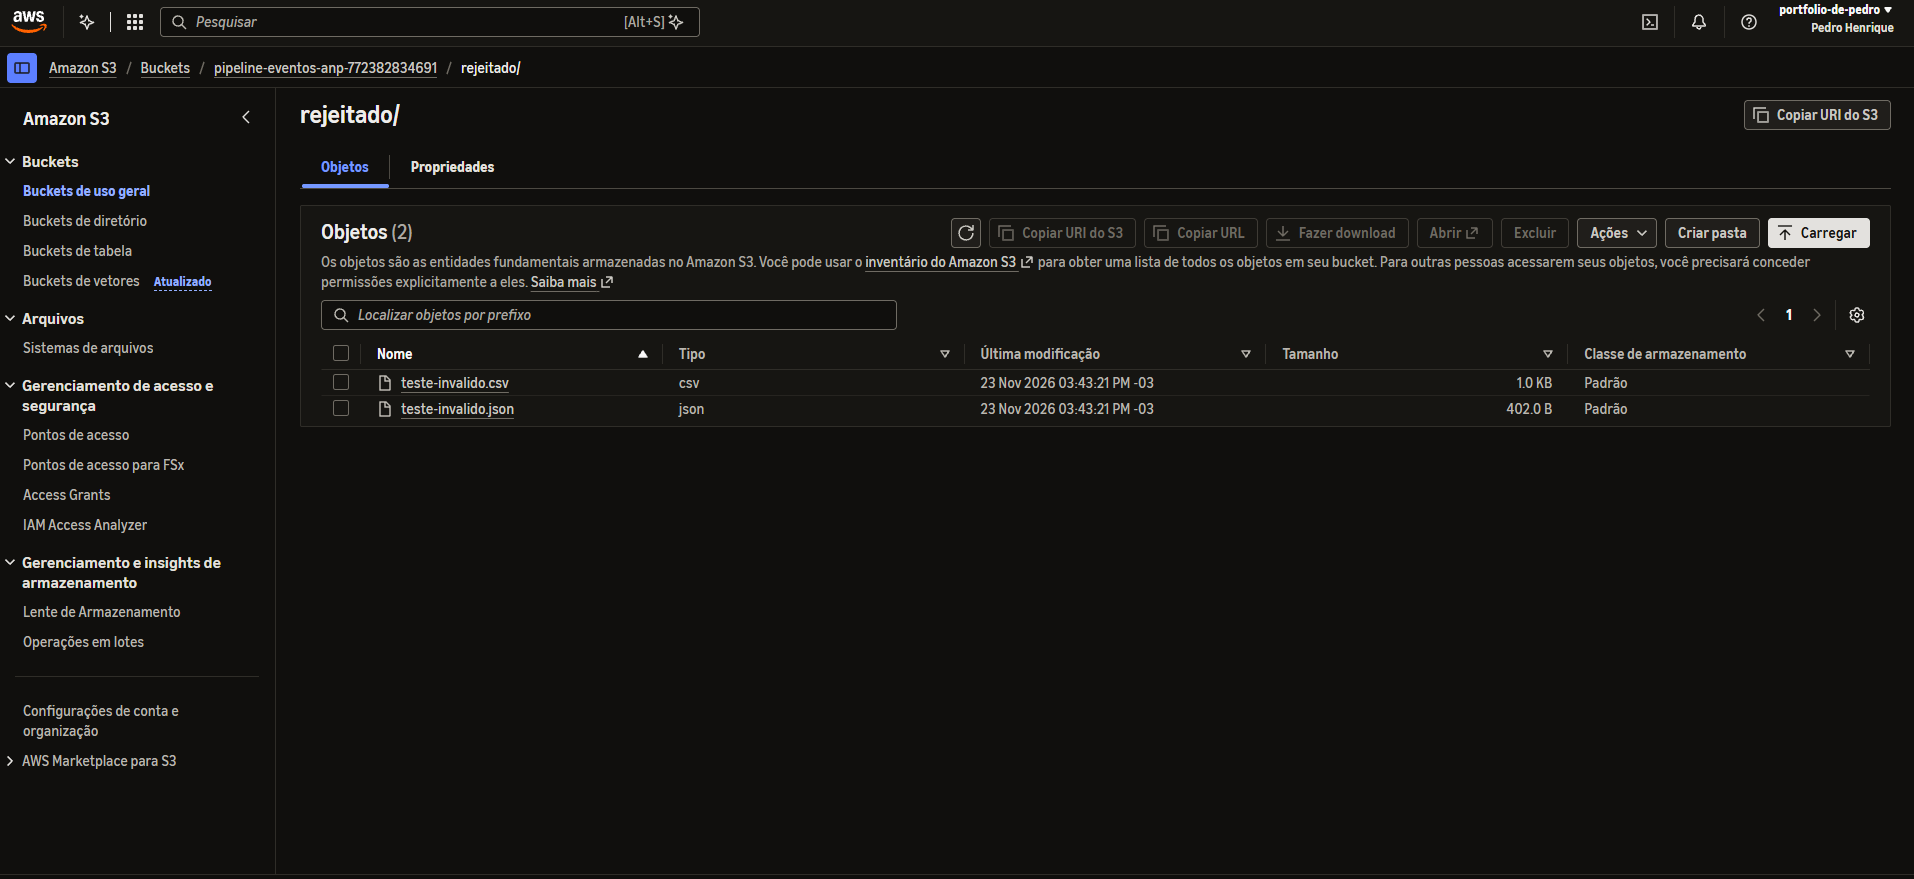 aws
Pesquisar
[Alt+S]
portfolio-de-pedro
Pedro Henrique
Amazon S3 / Buckets / pipeline-eventos-anp-772382834691 / rejeitado/
Amazon S3
Buckets
Buckets de uso geral
Buckets de diretório
Buckets de tabela
Buckets de vetores Atualizado
Arquivos
Sistemas de arquivos
Gerenciamento de acesso e
segurança
Pontos de acesso
Pontos de acesso para FSx
Access Grants
IAM Access Analyzer
Gerenciamento e insights de
armazenamento
Lente de Armazenamento
Operações em lotes
Configurações de conta e
organização
AWS Marketplace para S3
rejeitado/
Copiar URI do S3
Objetos
Propriedades
Objetos (2)
Copiar URI do S3
Copiar URL
Fazer download
Abrir
Excluir
Ações
Criar pasta
Carregar
Os objetos são as entidades fundamentais armazenadas no Amazon S3. Você pode usar o inventário do Amazon S3 para obter uma lista de todos os objetos em seu bucket. Para outras pessoas acessarem seus objetos, você precisará conceder
permissões explicitamente a eles. Saiba mais
Localizar objetos por prefixo
1
Nome Tipo Última modificação Tamanho Classe de armazenamento
teste-invalido.csv csv 23 Nov 2026 03:43:21 PM -03 1.0 KB Padrão
teste-invalido.json json 23 Nov 2026 03:43:21 PM -03 402.0 B Padrão